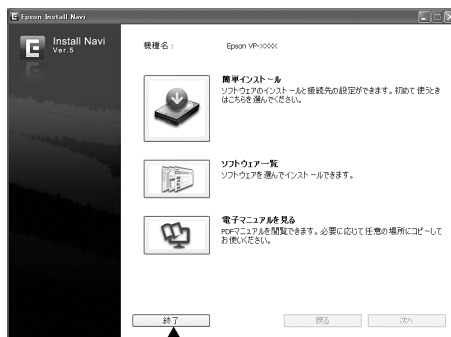 Epson Install Navi
Install Navi
Ver.5
機種名：
Epson VP-XXXX
簡単インストール
ソフトウェアのインストールと接続先の設定ができます。初めて使うとき
はこちらを選んでください。
ソフトウェア一覧
ソフトウェアを選んでインストールできます。
電子マニュアルを見る
PDFマニュアルを閲覧できます。必要に応じて任意の場所にコピーして
お使いください。
終了
戻る
次へ